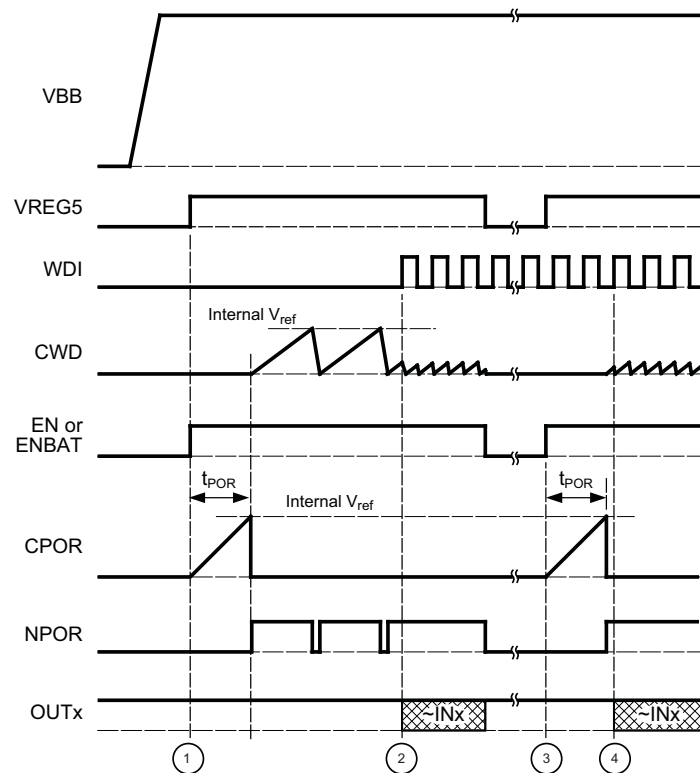 VBB
VREG5
WDI
Internal Vref
CWD
EN or
ENBAT
tPOR
tPOR
Internal Vref
CPOR
NPOR
OUTx
~INx
~INx
1
2
3
4